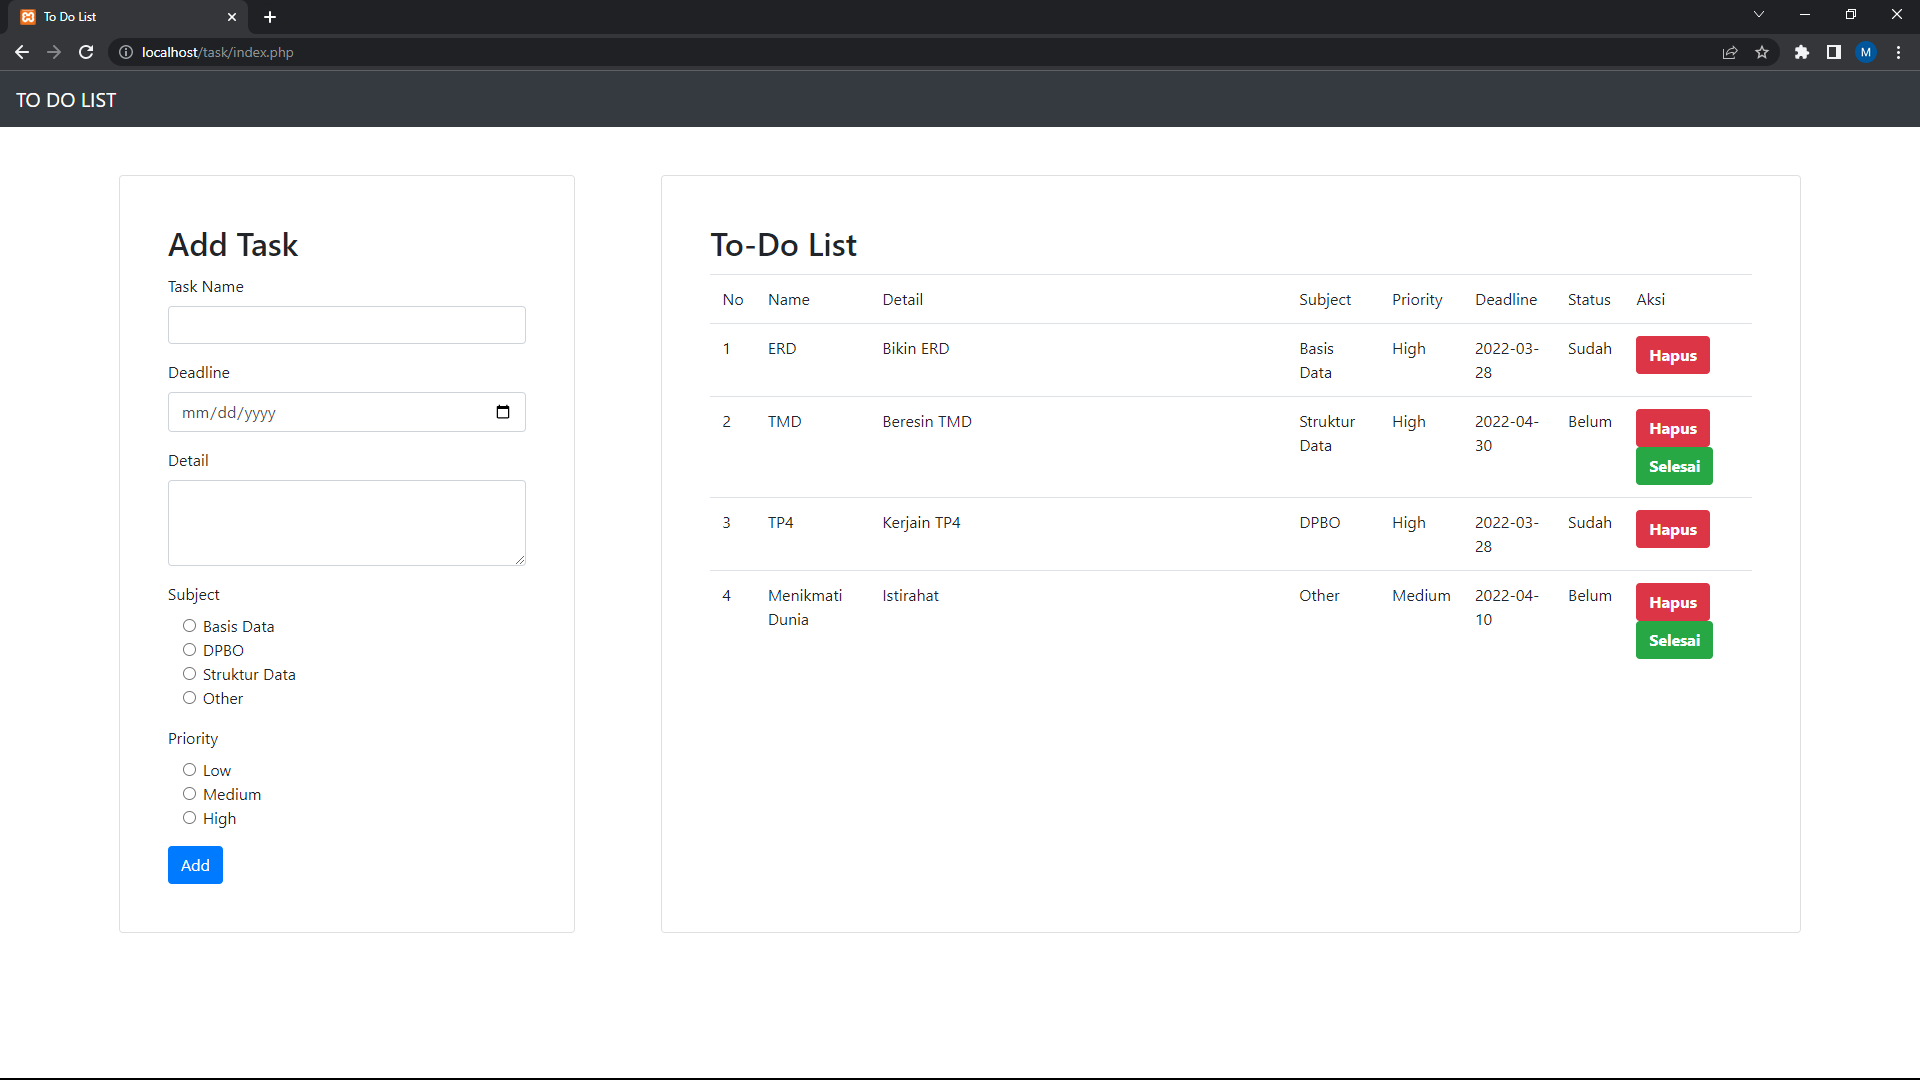 To Do List
localhost/task/index.php
M
TO DO LIST
Add Task
Task Name
Deadline
mm/dd/yyyy
Detail
Subject
Basis Data
DPBO
Struktur Data
Other
Priority
Low
Medium
High
Add
To-Do List
No Name Detail Subject Priority Deadline Status Aksi
1 ERD Bikin ERD Basis High 2022-03- Sudah Hapus
Data 28
2 TMD Beresin TMD Struktur High 2022-04- Belum Hapus
Data 30
Selesai
3 TP4 Kerjain TP4 DPBO High 2022-03- Sudah Hapus
28
4 Menikmati Istirahat Other Medium 2022-04- Belum Hapus
Dunia 10
Selesai